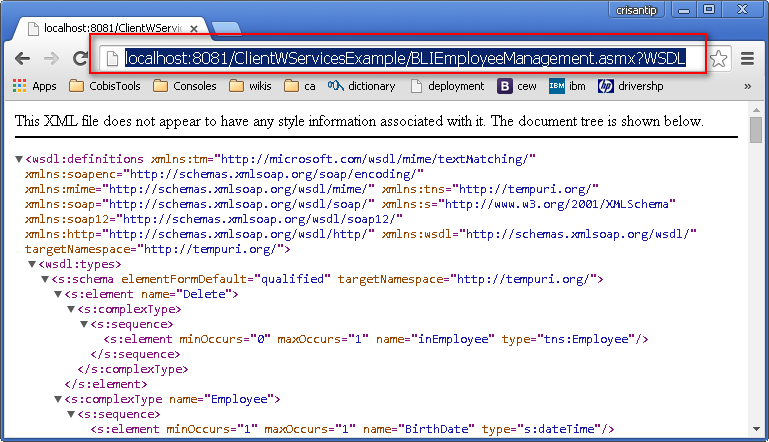 crisantip
localhost:8081/ClientWServic
localhost:8081/ClientWServicesExample/BLIEmployeeManagement.asmx?WSDL
Apps CobisTools Consoles wikis ca dictionary deployment cew ibm drivershp »
This XML file does not appear to have any style information associated with it. The document tree is shown below.
<wsdl:definitions xmlns:tm="http://microsoft.com/wsdl/mime/textMatching/"
xmlns:soapenc="http://schemas.xmlsoap.org/soap/encoding/"
xmlns:mime="http://schemas.xmlsoap.org/wsdl/mime/" xmlns:tns="http://tempuri.org/"
xmlns:soap="http://schemas.xmlsoap.org/wsdl/soap/" xmlns:s="http://www.w3.org/2001/XMLSchema"
xmlns:soap12="http://schemas.xmlsoap.org/wsdl/soap12/"
xmlns:http="http://schemas.xmlsoap.org/wsdl/http/" xmlns:wsdl="http://schemas.xmlsoap.org/wsdl/"
targetNamespace="http://tempuri.org/">
<wsdl:types>
<s:schema elementFormDefault="qualified" targetNamespace="http://tempuri.org/">
<s:element name="Delete">
<s:complexType>
<s:sequence>
<s:element minOccurs="0" maxOccurs="1" name="inEmployee" type="tns:Employee"/>
</s:sequence>
</s:complexType>
</s:element>
<s:complexType name="Employee">
<s:sequence>
<s:element minOccurs="1" maxOccurs="1" name="BirthDate" type="s:dateTime"/>